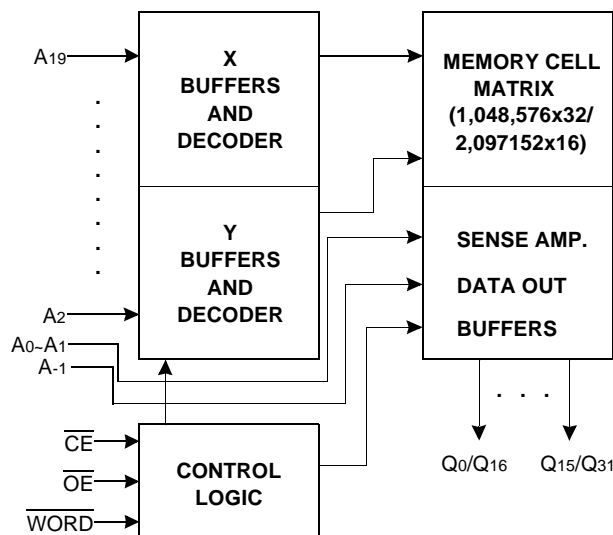 A19
A2
A0~A1
A-1
X
BUFFERS
AND
DECODER
Y
BUFFERS
AND
DECODER
MEMORY CELL
MATRIX
(1,048,576x32/
2,097152x16)
SENSE AMP.
DATA OUT
BUFFERS
CE
OE
WORD
CONTROL
LOGIC
. . .
Q0/Q16 Q15/Q31